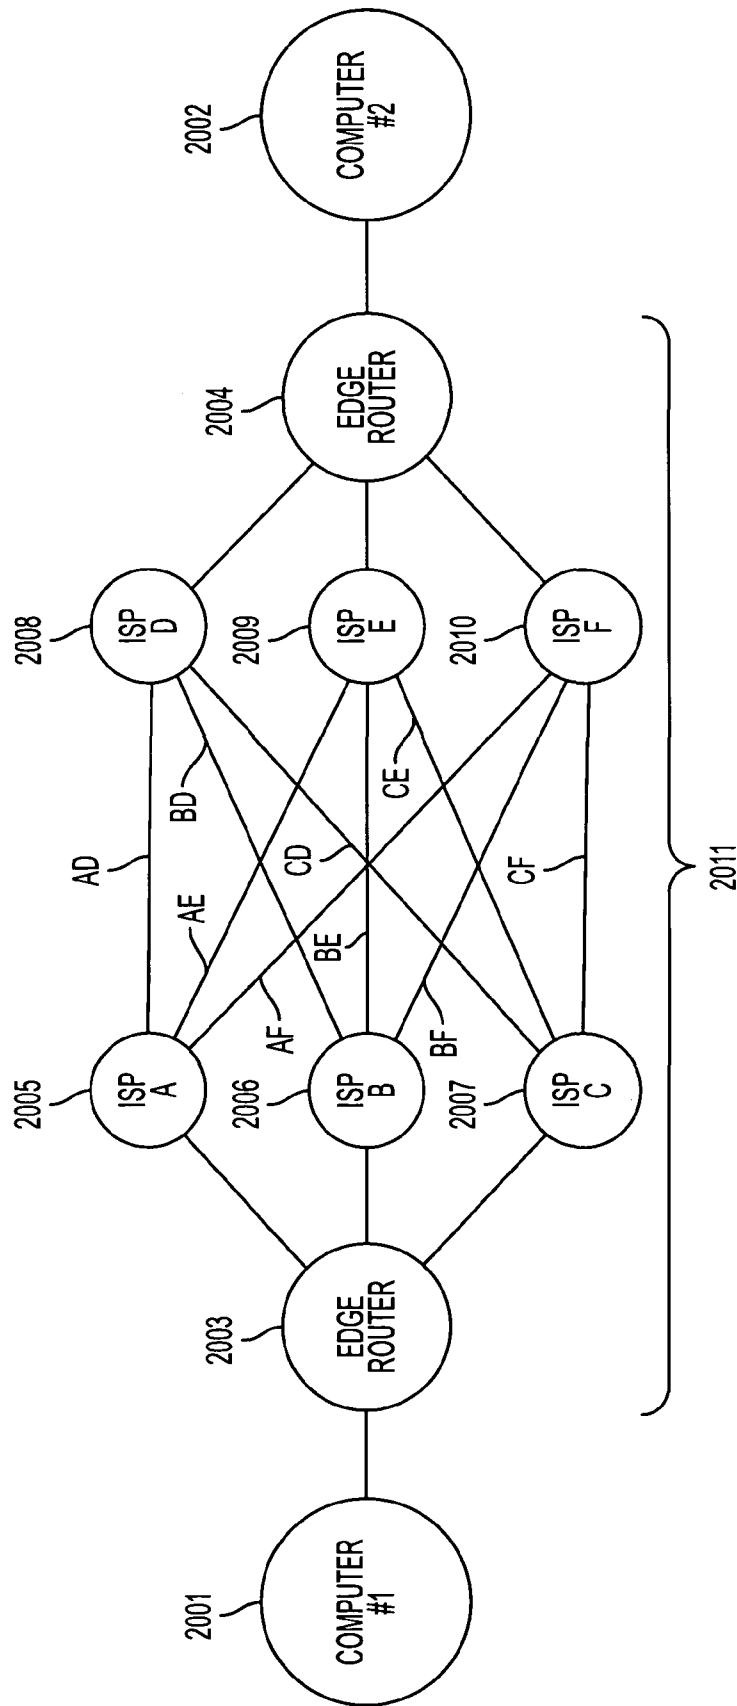 2001
COMPUTER
#1
2003
EDGE
ROUTER
2005
ISP
A
2006
ISP
B
2007
ISP
C
AD
AE
AF
BD
BE
BF
CD
CE
CF
2008
ISP
D
2009
ISP
E
2010
ISP
F
2004
EDGE
ROUTER
2002
COMPUTER
#2
2011